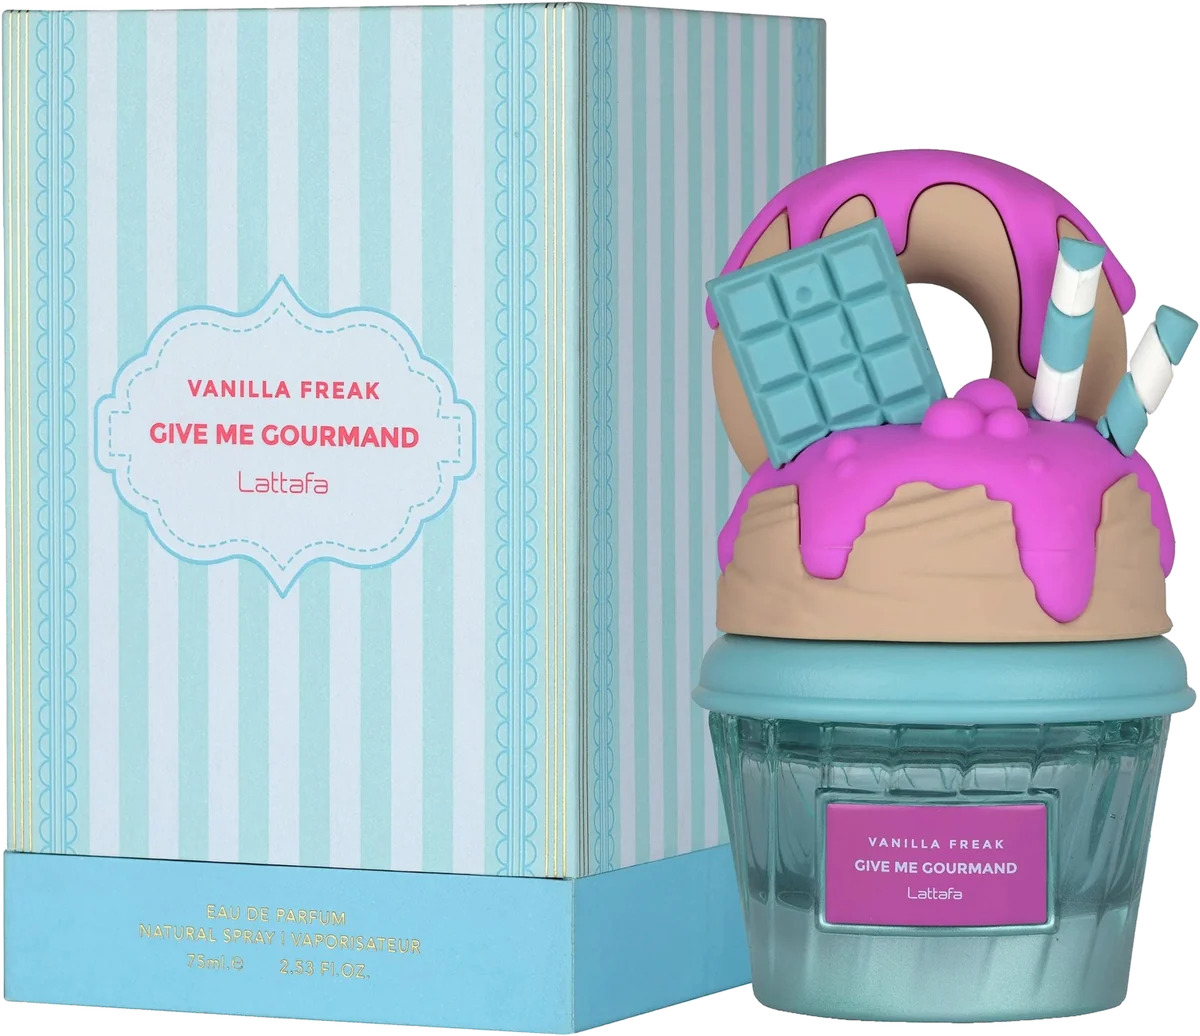 VANILLA FREAK
GIVE ME GOURMAND
Lattafa
EAU DE PARFUM
NATURAL SPRAY | VAPORISATEUR
75ml.℮ 2.53 Fl.OZ.
VANILLA FREAK
GIVE ME GOURMAND
Lattafa